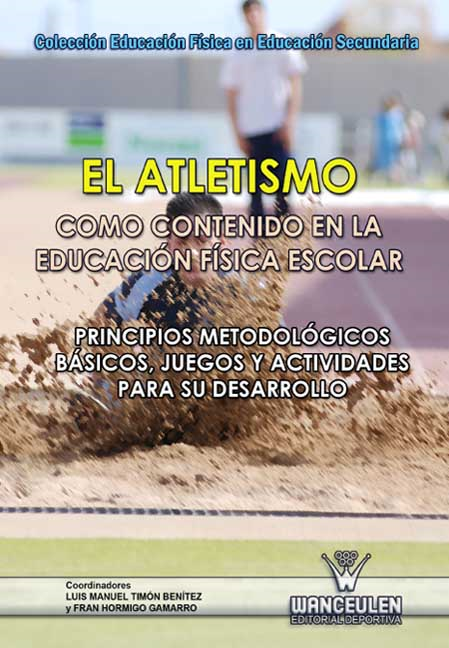 Colección Educación Física en Educación Secundaria
EL ATLETISMO
COMO CONTENIDO EN LA
EDUCACIÓN FÍSICA ESCOLAR
PRINCIPIOS METODOLÓGICOS
BÁSICOS, JUEGOS Y ACTIVIDADES
PARA SU DESARROLLO
Coordinadores
LUIS MANUEL TIMÓN BENÍTEZ
y FRAN HORMIGO GAMARRO
WANCEULEN
EDITORIAL DEPORTIVA